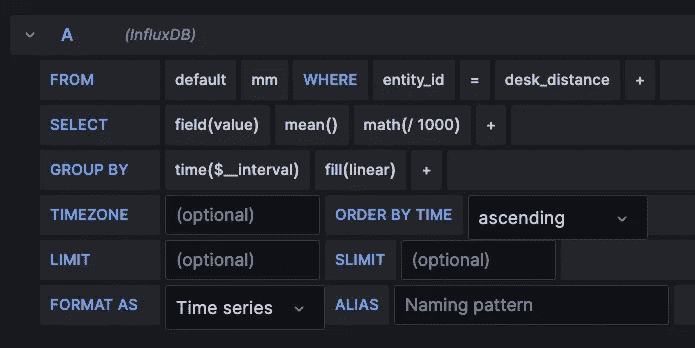 A (InfluxDB)
FROM default mm WHERE entity_id = desk_distance +
SELECT field(value) mean() math(/ 1000) +
GROUP BY time($__interval) fill(linear) +
TIMEZONE (optional) ORDER BY TIME ascending
LIMIT (optional) SLIMIT (optional)
FORMAT AS Time series ALIAS Naming pattern